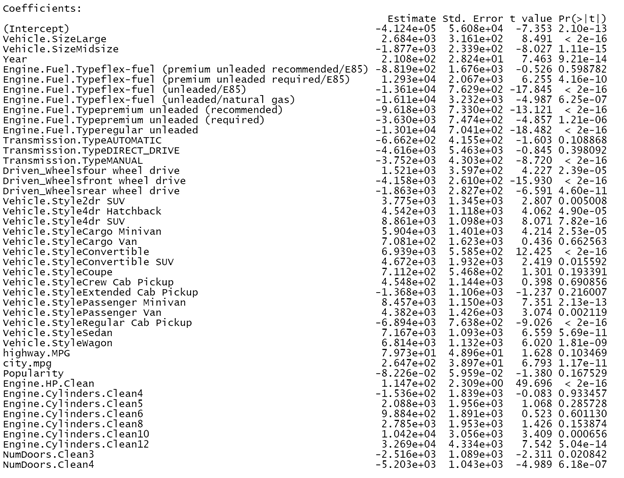 Coefficients:
Estimate Std. Error t value Pr(>|t|)
(Intercept) -4.124e+05 5.608e+04 -7.353 2.10e-13
Vehicle.SizeLarge 2.684e+03 3.161e+02 8.491 < 2e-16
Vehicle.SizeMidsize -1.877e+03 2.339e+02 -8.027 1.11e-15
Year 2.108e+02 2.824e+01 7.463 9.21e-14
Engine.Fuel.Typeflex-fuel (premium unleaded recommended/E85) -8.819e+02 1.676e+03 -0.526 0.598782
Engine.Fuel.Typeflex-fuel (premium unleaded required/E85) 1.293e+04 2.067e+03 6.255 4.16e-10
Engine.Fuel.Typeflex-fuel (unleaded/E85) -1.361e+04 7.629e+02 -17.845 < 2e-16
Engine.Fuel.Typeflex-fuel (unleaded/natural gas) -1.611e+04 3.232e+03 -4.987 6.25e-07
Engine.Fuel.Typepremium unleaded (recommended) -9.618e+03 7.330e+02 -13.121 < 2e-16
Engine.Fuel.Typepremium unleaded (required) -3.630e+03 7.474e+02 -4.857 1.21e-06
Engine.Fuel.Typeregular unleaded -1.301e+04 7.041e+02 -18.482 < 2e-16
Transmission.TypeAUTOMATIC -6.662e+02 4.155e+02 -1.603 0.108868
Transmission.TypeDIRECT_DRIVE -4.616e+03 5.463e+03 -0.845 0.398092
Transmission.TypeMANUAL -3.752e+03 4.303e+02 -8.720 < 2e-16
Driven_Wheelsfour wheel drive 1.521e+03 3.597e+02 4.227 2.39e-05
Driven_Wheelsfront wheel drive -4.158e+03 2.610e+02 -15.930 < 2e-16
Driven_Wheelsrear wheel drive -1.863e+03 2.827e+02 -6.591 4.60e-11
Vehicle.Style2dr SUV 3.775e+03 1.345e+03 2.807 0.005008
Vehicle.Style4dr Hatchback 4.542e+03 1.118e+03 4.062 4.90e-05
Vehicle.Style4dr SUV 8.861e+03 1.098e+03 8.071 7.82e-16
Vehicle.StyleCargo Minivan 5.904e+03 1.401e+03 4.214 2.53e-05
Vehicle.StyleCargo Van 7.081e+02 1.623e+03 0.436 0.662563
Vehicle.StyleConvertible 6.939e+03 5.585e+02 12.425 < 2e-16
Vehicle.StyleConvertible SUV 4.672e+03 1.932e+03 2.419 0.015592
Vehicle.StyleCoupe 7.112e+02 5.468e+02 1.301 0.193391
Vehicle.StyleCrew Cab Pickup 4.548e+02 1.144e+03 0.398 0.690856
Vehicle.StyleExtended Cab Pickup -1.368e+03 1.106e+03 -1.237 0.216007
Vehicle.StylePassenger Minivan 8.457e+03 1.150e+03 7.351 2.13e-13
Vehicle.StylePassenger Van 4.382e+03 1.426e+03 3.074 0.002119
Vehicle.StyleRegular Cab Pickup -6.894e+03 7.638e+02 -9.026 < 2e-16
Vehicle.StyleSedan 7.167e+03 1.093e+03 6.559 5.69e-11
Vehicle.StyleWagon 6.814e+03 1.132e+03 6.020 1.81e-09
highway.MPG 7.973e+01 4.896e+01 1.628 0.103469
city.mpg 2.647e+02 3.897e+01 6.793 1.17e-11
Popularity -8.226e-02 5.959e-02 -1.380 0.167529
Engine.HP.Clean 1.147e+02 2.309e+00 49.696 < 2e-16
Engine.Cylinders.Clean4 -1.536e+02 1.839e+03 -0.083 0.933457
Engine.Cylinders.Clean5 2.088e+03 1.956e+03 1.068 0.285728
Engine.Cylinders.Clean6 9.884e+02 1.891e+03 0.523 0.601130
Engine.Cylinders.Clean8 2.785e+03 1.953e+03 1.426 0.153874
Engine.Cylinders.Clean10 1.042e+04 3.056e+03 3.409 0.000656
Engine.Cylinders.Clean12 3.269e+04 4.334e+03 7.542 5.04e-14
NumDoors.Clean3 -2.516e+03 1.089e+03 -2.311 0.020842
NumDoors.Clean4 -5.203e+03 1.043e+03 -4.989 6.18e-07